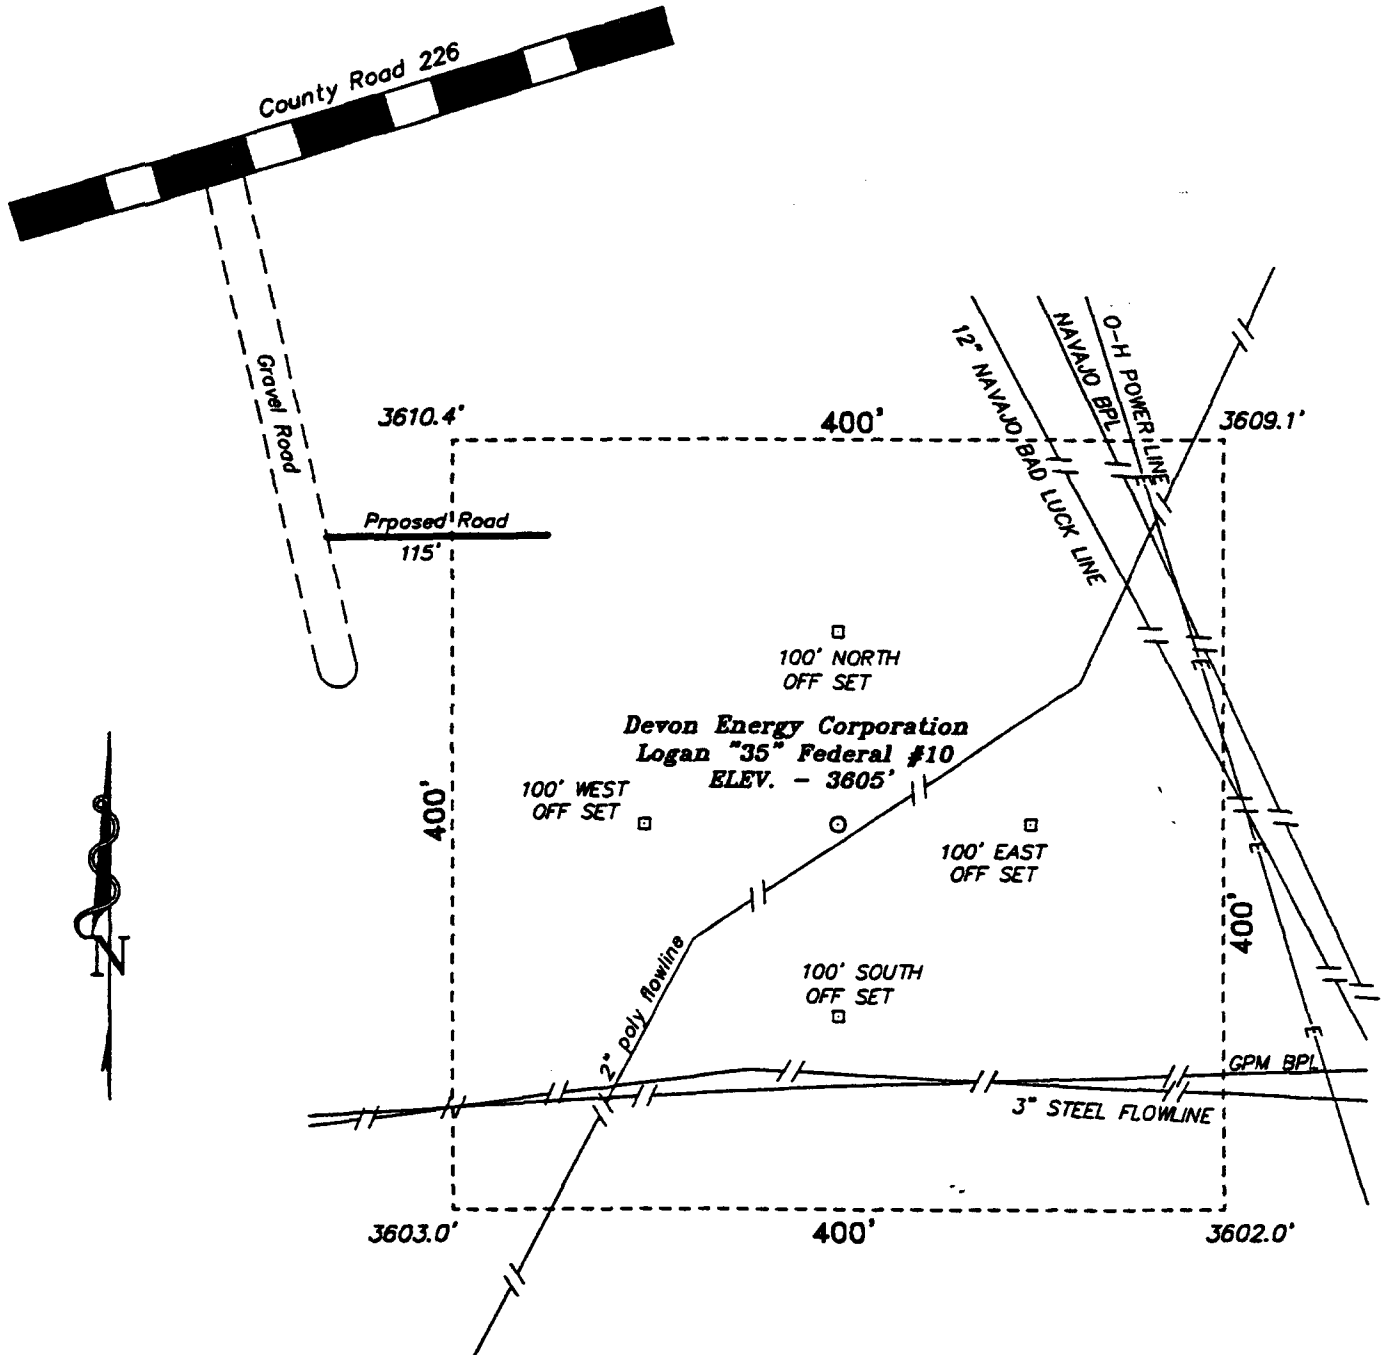 County Road 226
Gravel Road
3610.4'
400'
3609.1'
12" NAVAJO BAD LUCK LINE
NAVAJO BPL
O-H POWER LINE
Prposed Road
115'
100' NORTH
OFF SET
Devon Energy Corporation
Logan "35" Federal #10
ELEV. - 3605'
100' WEST
OFF SET
400'
100' EAST
OFF SET
400'
N
2" poly flowline
100' SOUTH
OFF SET
E
E
E
E
GPM BPL
3" STEEL FLOWLINE
3603.0'
400'
3602.0'